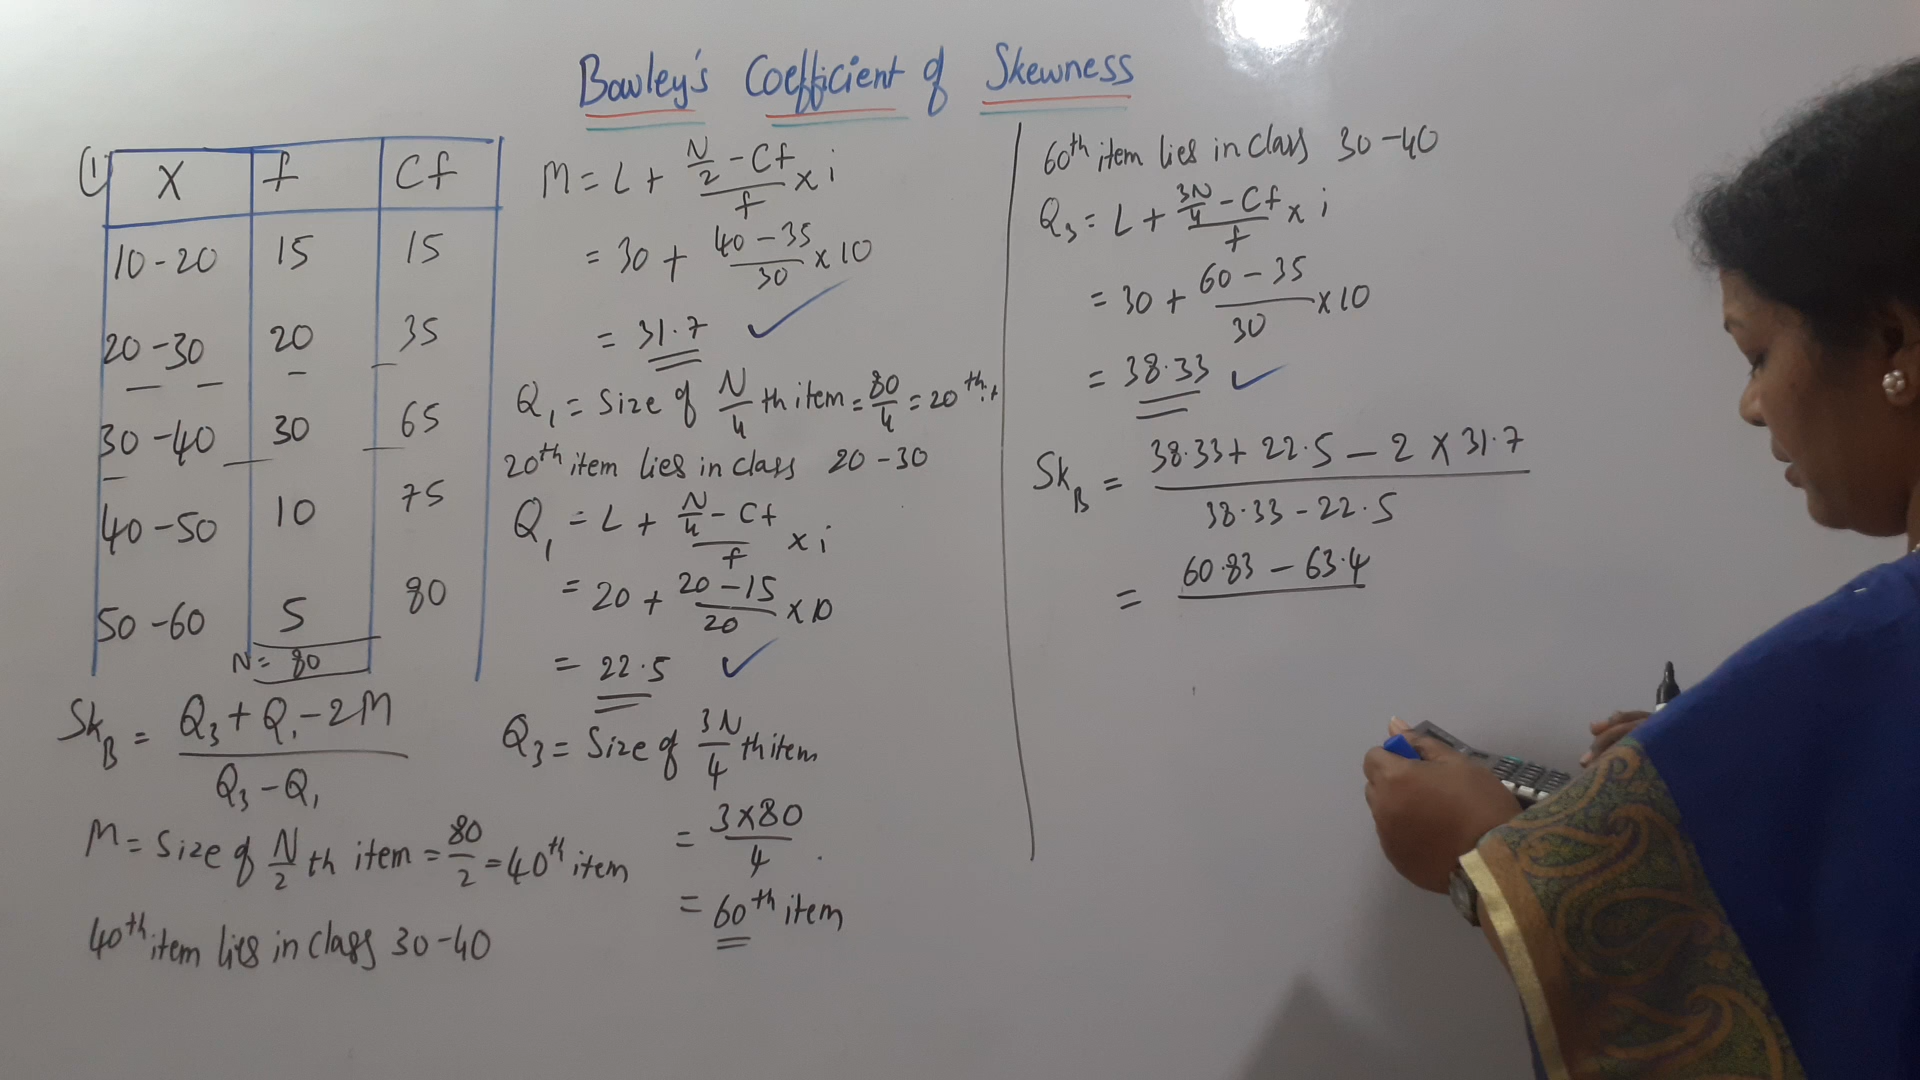 Bowley's Coefficient of Skewness
(1)
X f Cf
10-20 15 15
20-30 20 35
30-40 30 65
40-50 10 75
50-60 5 80
N= 80
Sk_B = (Q₃+Q₁-2M)/(Q₃-Q₁)
M= Size of N/2 th item = 80/2 = 40th item
40th item lies in class 30-40
M= L + (N/2 - Cf)/f x i
= 30 + (40-35)/30 x 10
= 31.7 ✓
Q₁ = Size of N/4 th item = 80/4 = 20th it
20th item lies in class 20-30
Q₁ = L + (N/4 - Cf)/f x i
= 20 + (20-15)/20 x 10
= 22.5 ✓
Q₃ = Size of 3N/4 th item
= (3x80)/4
= 60th item
60th item lies in class 30-40
Q₃ = L + (3N/4 - Cf)/f x i
= 30 + (60-35)/30 x 10
= 38.33 ✓
Sk_B = (38.33 + 22.5 - 2 x 31.7)/(38.33 - 22.5)
= 60.83 - 63.4